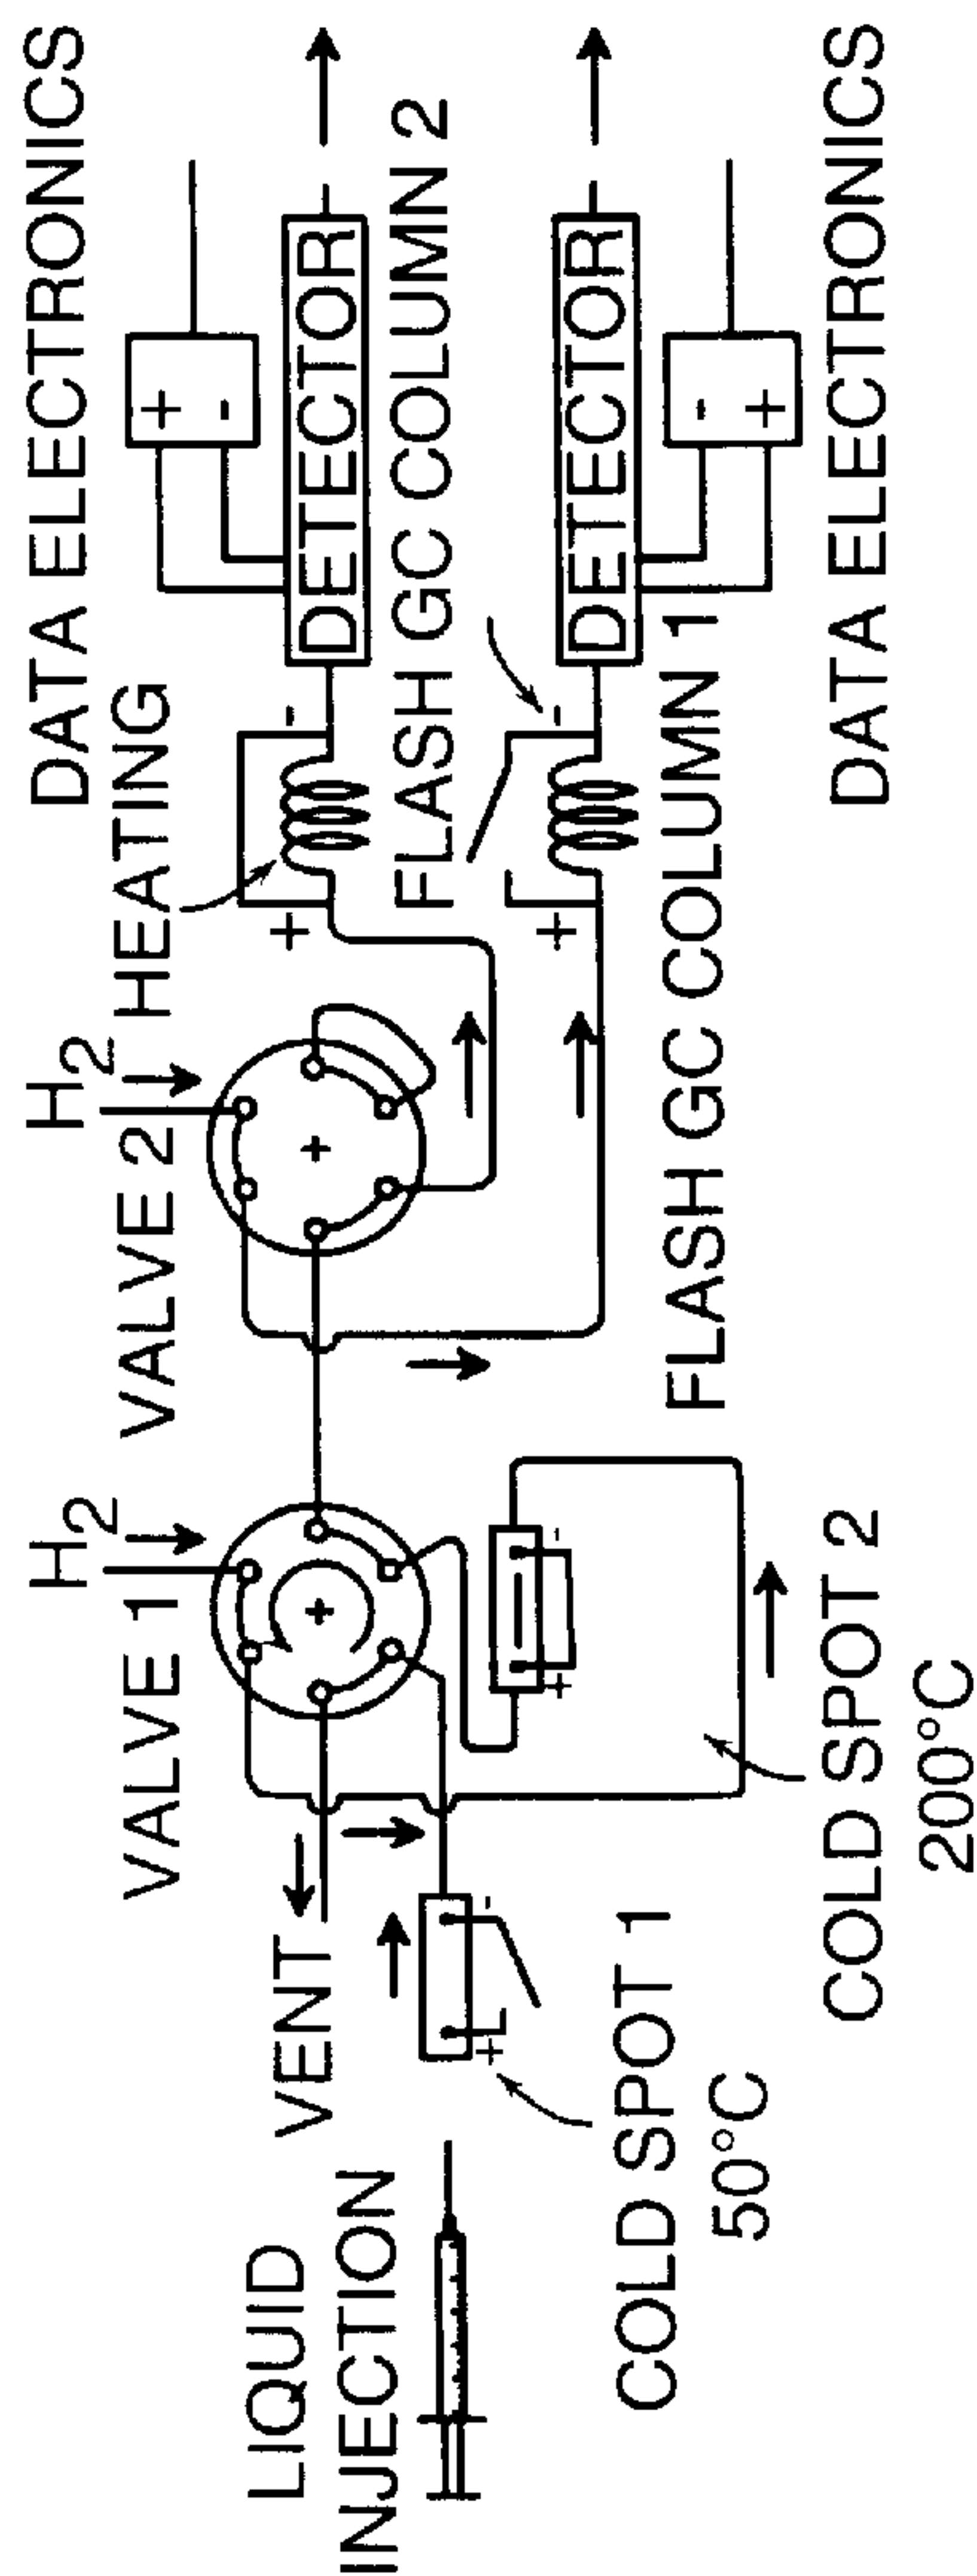 DATA ELECTRONICS
H₂
H₂
HEATING
VALVE 2
VALVE 1
+
-
DETECTOR
-
+
FLASH GC COLUMN 2
+
+
VENT
LIQUID
INJECTION
DETECTOR
-
+
-
+
-
+
-
+
FLASH GC COLUMN 1
COLD SPOT 1
50°C
DATA ELECTRONICS
COLD SPOT 2
200°C